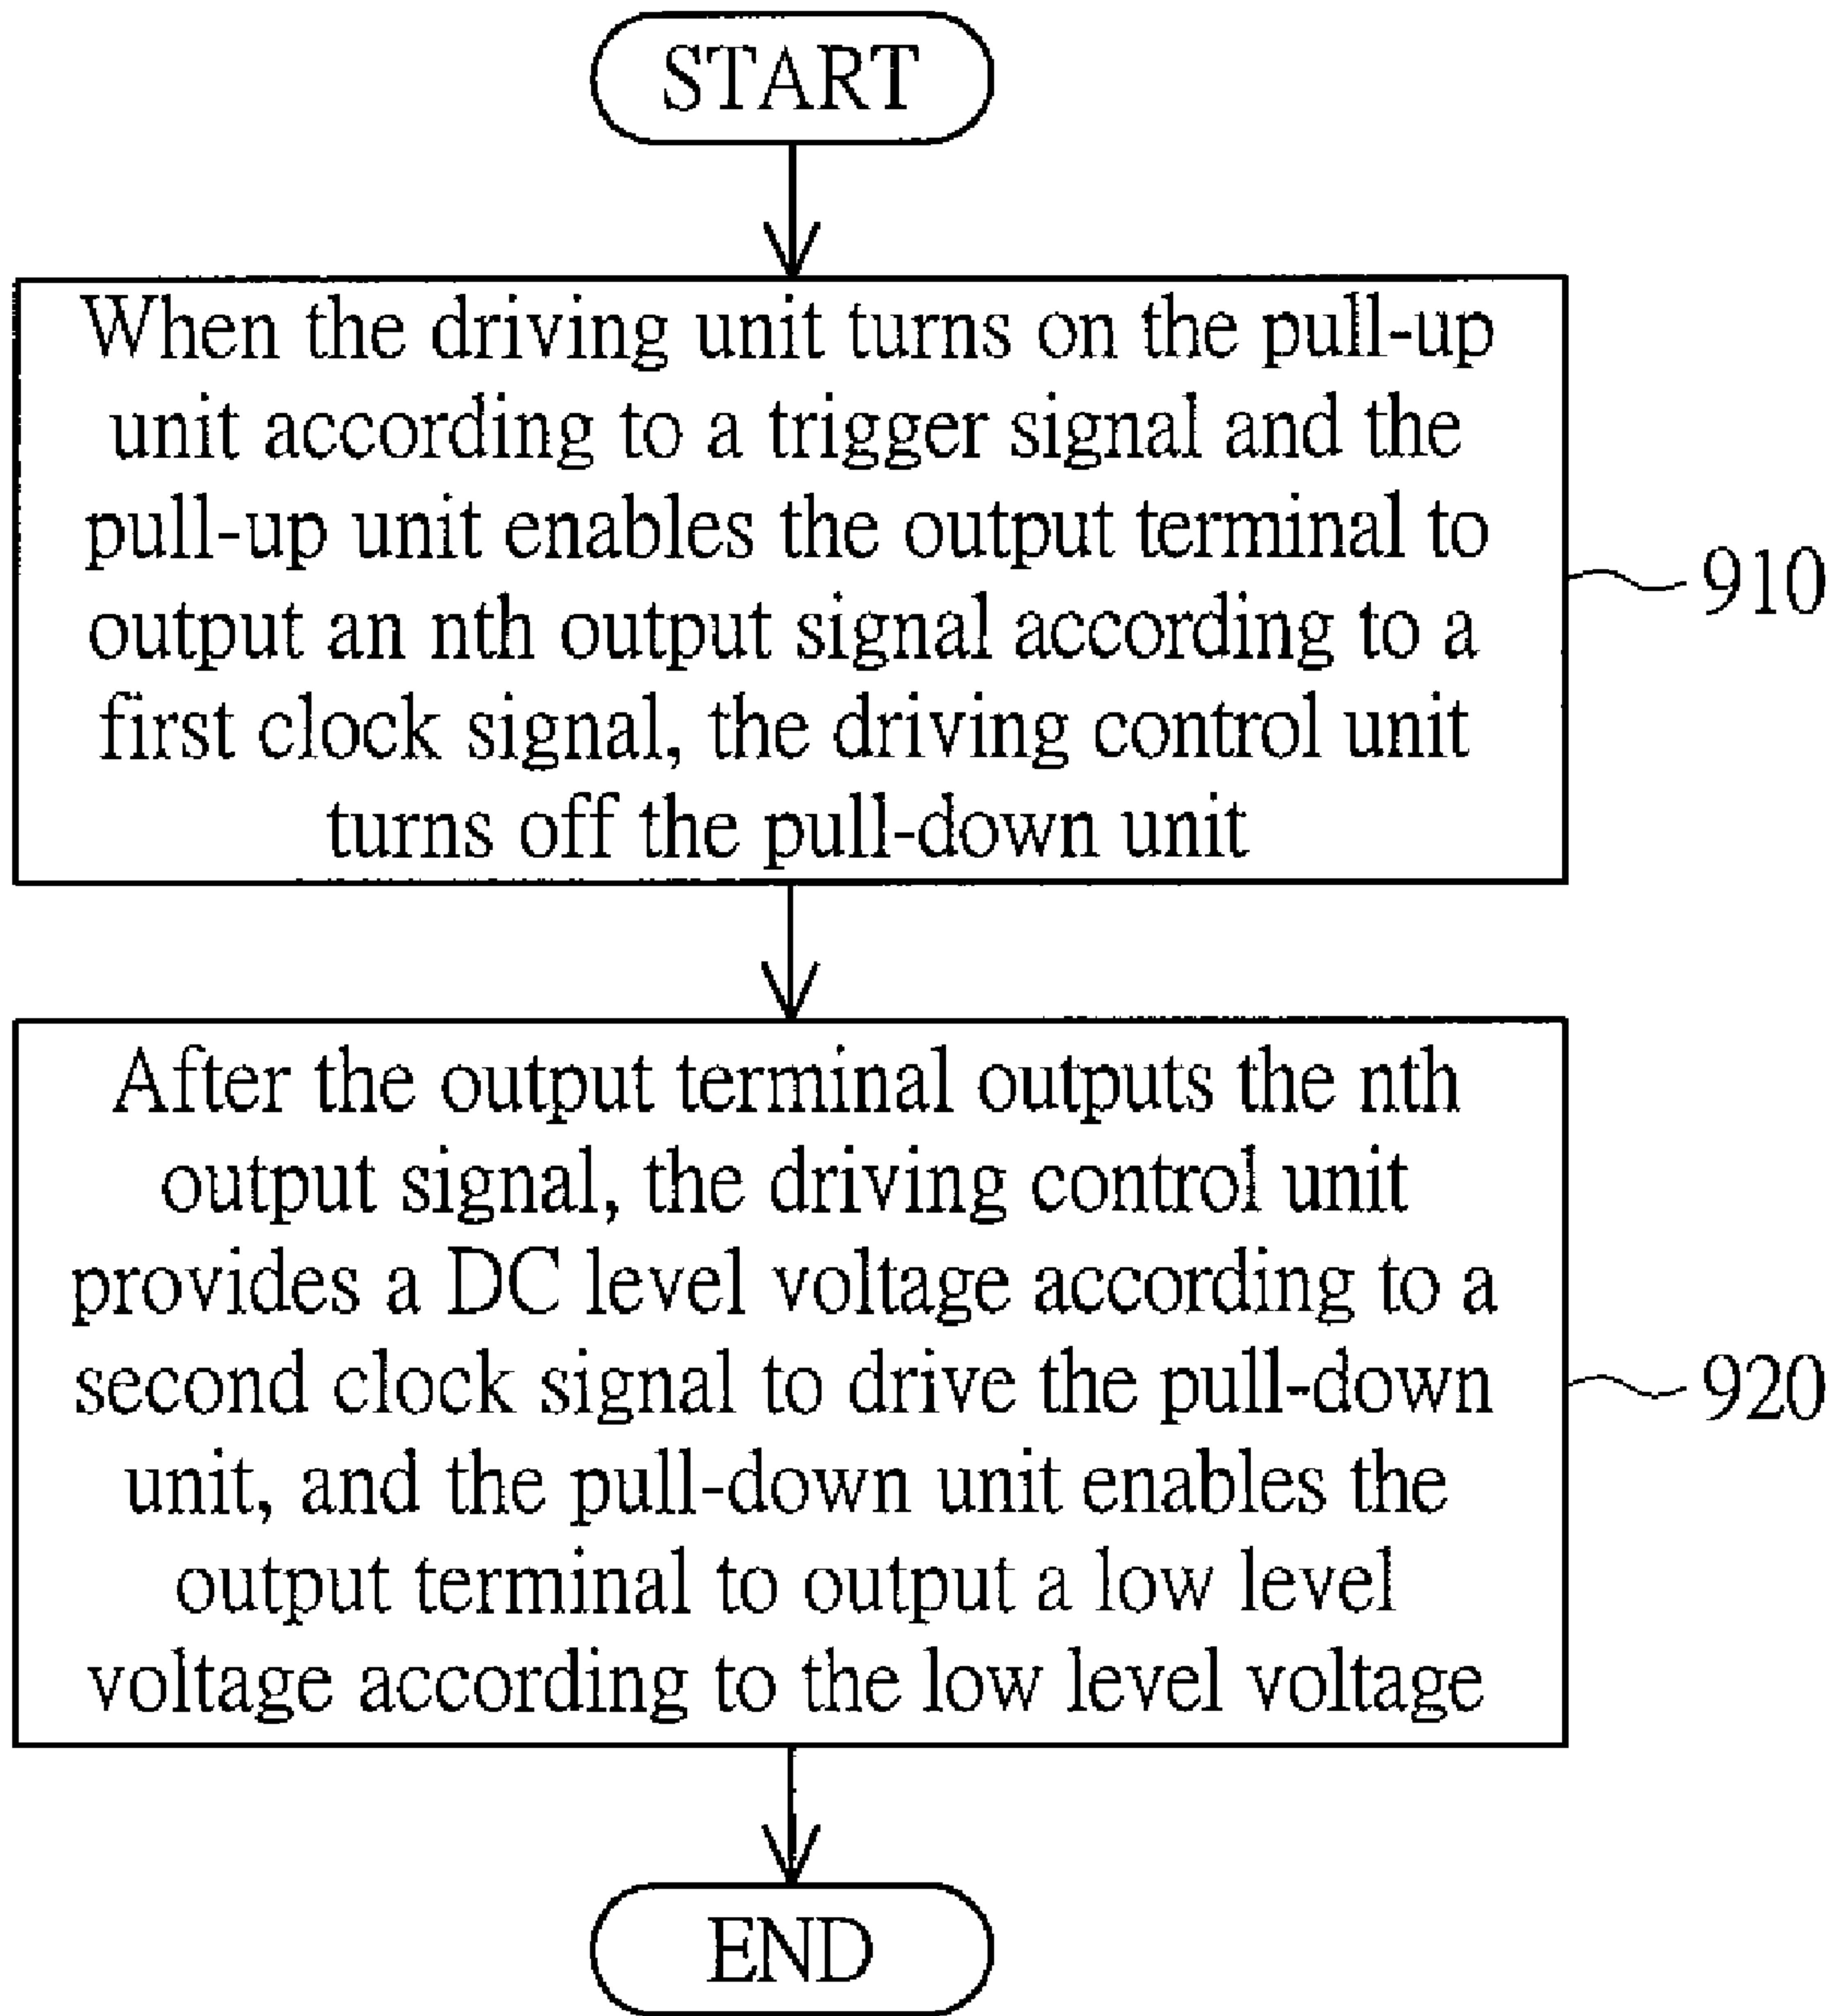 START
When the driving unit turns on the pull-up
unit according to a trigger signal and the
pull-up unit enables the output terminal to
output an nth output signal according to a
first clock signal, the driving control unit
turns off the pull-down unit
910
After the output terminal outputs the nth
output signal, the driving control unit
provides a DC level voltage according to a
second clock signal to drive the pull-down
unit, and the pull-down unit enables the
output terminal to output a low level
voltage according to the low level voltage
920
END